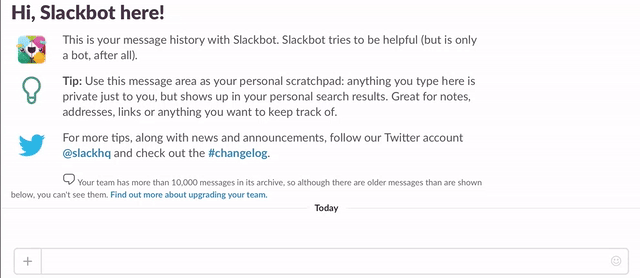 Hi, Slackbot here!
This is your message history with Slackbot. Slackbot tries to be helpful (but is only
a bot, after all).
Tip: Use this message area as your personal scratchpad: anything you type here is
private just to you, but shows up in your personal search results. Great for notes,
addresses, links or anything you want to keep track of.
For more tips, along with news and announcements, follow our Twitter account
@slackhq and check out the #changelog.
Your team has more than 10,000 messages in its archive, so although there are older messages than are shown
below, you can't see them. Find out more about upgrading your team.
Today
+